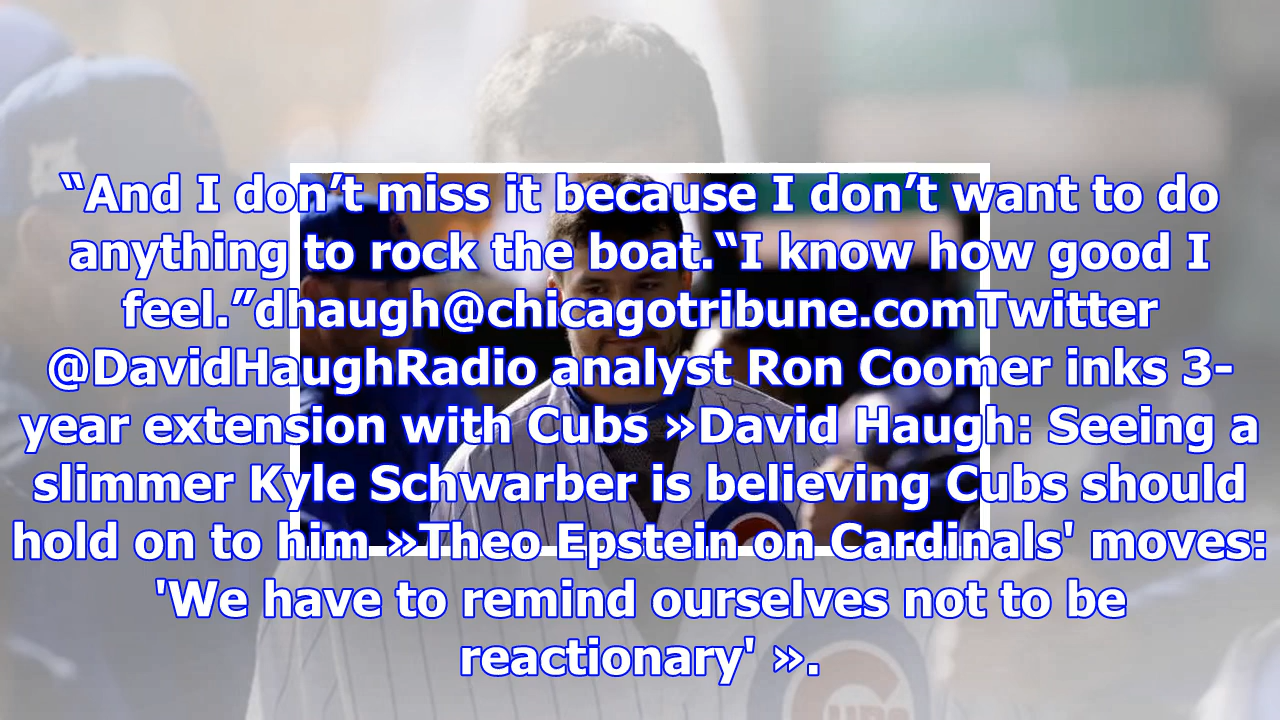 “And I don’t miss it because I don’t want to do
anything to rock the boat.“I know how good I
feel.”dhaugh@chicagotribune.comTwitter
@DavidHaughRadio analyst Ron Coomer inks 3-
year extension with Cubs »David Haugh: Seeing a
slimmer Kyle Schwarber is believing Cubs should
hold on to him »Theo Epstein on Cardinals' moves:
'We have to remind ourselves not to be
reactionary' ».